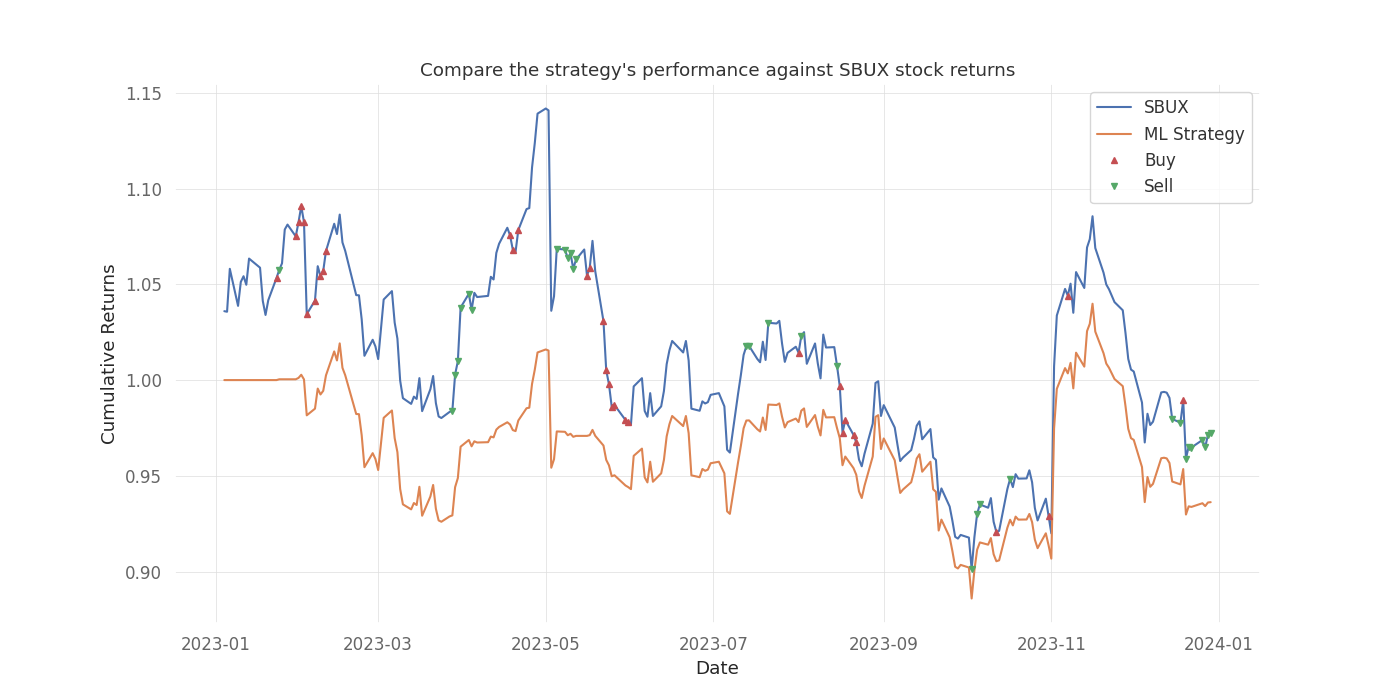 Compare the strategy's performance against SBUX stock returns
SBUX
ML Strategy
Buy
Sell
1.15
1.10
1.05
1.00
0.95
0.90
Cumulative Returns
2023-01
2023-03
2023-05
2023-07
2023-09
2023-11
2024-01
Date